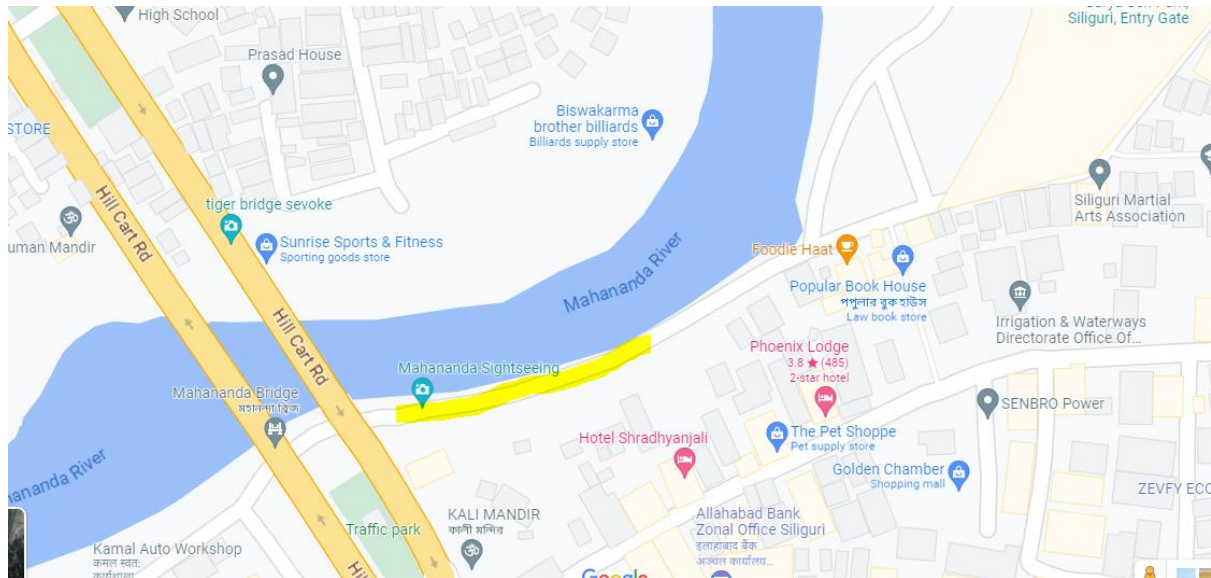 High School
Siliguri, Entry Gate
Prasad House
STORE
Biswakarma
brother billiards
Billiards supply store
Hill Cart Rd
tiger bridge sevoke
Siliguri Martial
Arts Association
uman Mandir
Sunrise Sports & Fitness
Sporting goods store
Foodie Haat
Mahananda River
Popular Book House
পপুলার বুক হাউস
Law book store
Hill Cart Rd
Irrigation & Waterways
Directorate Office Of...
Phoenix Lodge
3.8 ★ (485)
2-star hotel
Mahananda Sightseeing
Mahananda Bridge
মহানন্দা ব্রিজ
SENBRO Power
Hotel Shradhyanjali
The Pet Shoppe
Pet supply store
Golden Chamber
Shopping mall
ananda River
ZEVFY ECO
KALI MANDIR
কালী মন্দির
Allahabad Bank
Zonal Office Siliguri
इलाहाबाद बैंक
Traffic park
Kamal Auto Workshop
कमल स्वत:
Google